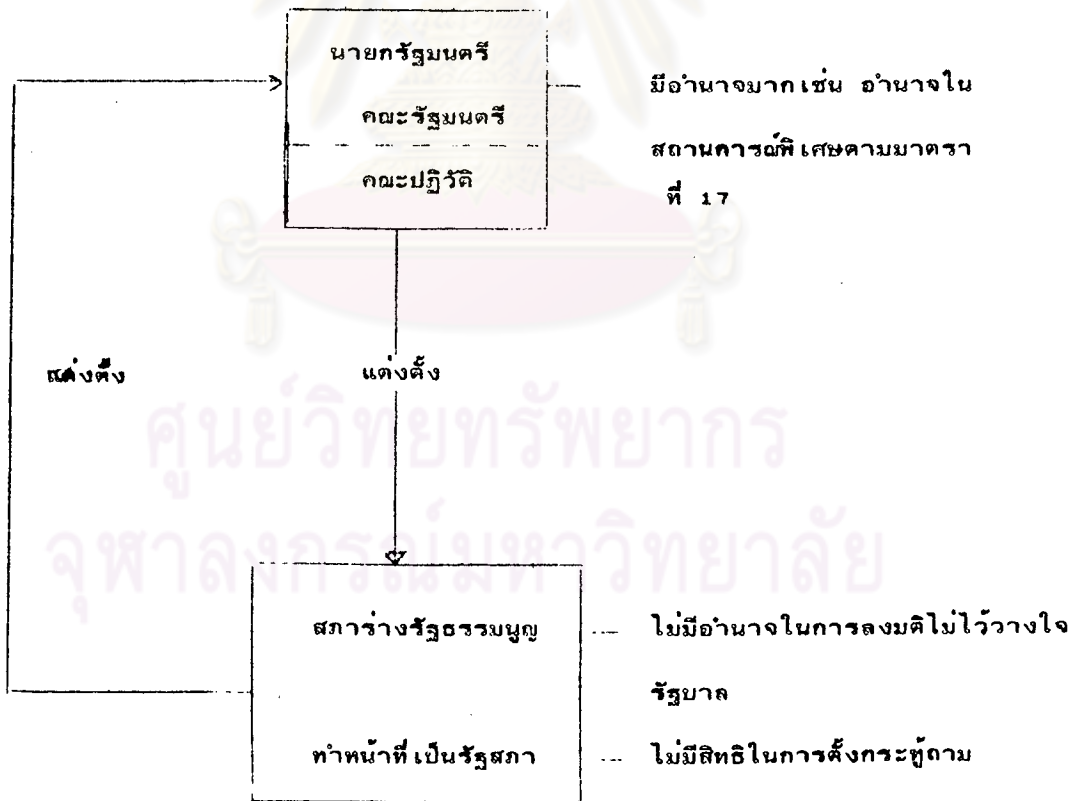 นายกรัฐมนตรี
คณะรัฐมนตรี
คณะปฏิวัติ
มีอำนาจมาก เช่น อำนาจใน
สถานการณ์พิเศษตามมาตรา
ที่ 17
แต่งตั้ง
แต่งตั้ง
ศูนย์วิทยทรัพยากร
จุฬาลงกรณ์มหาวิทยาลัย
สภาร่างรัฐธรรมนูญ
ไม่มีอำนาจในการลงมติไม่ไว้วางใจ
รัฐบาล
ทำหน้าที่เป็นรัฐสภา
ไม่มีสิทธิในการตั้งกระทู้ถาม